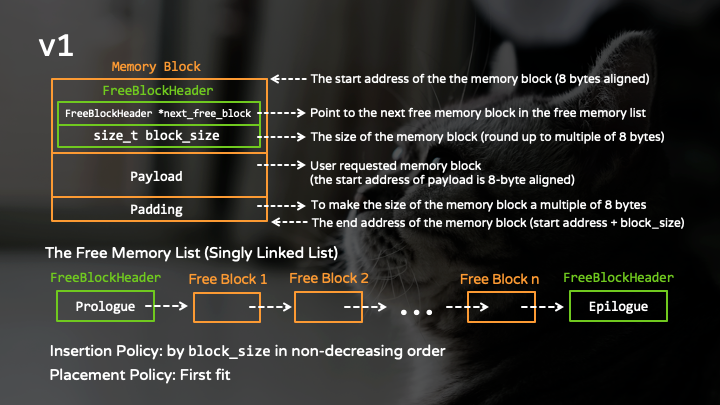 v1
Memory Block
The start address of the the memory block (8 bytes aligned)
FreeBlockHeader
FreeBlockHeader *next_free_block
Point to the next free memory block in the free memory list
size_t block_size
The size of the memory block (round up to multiple of 8 bytes)
Payload
User requested memory block
(the start address of payload is 8-byte aligned)
Padding
To make the size of the memory block a multiple of 8 bytes
The end address of the memory block (start address + block_size)
The Free Memory List (Singly Linked List)
FreeBlockHeader
Free Block 1
Free Block 2
Free Block n
FreeBlockHeader
Prologue
...
Epilogue
Insertion Policy: by block_size in non-decreasing order
Placement Policy: First fit